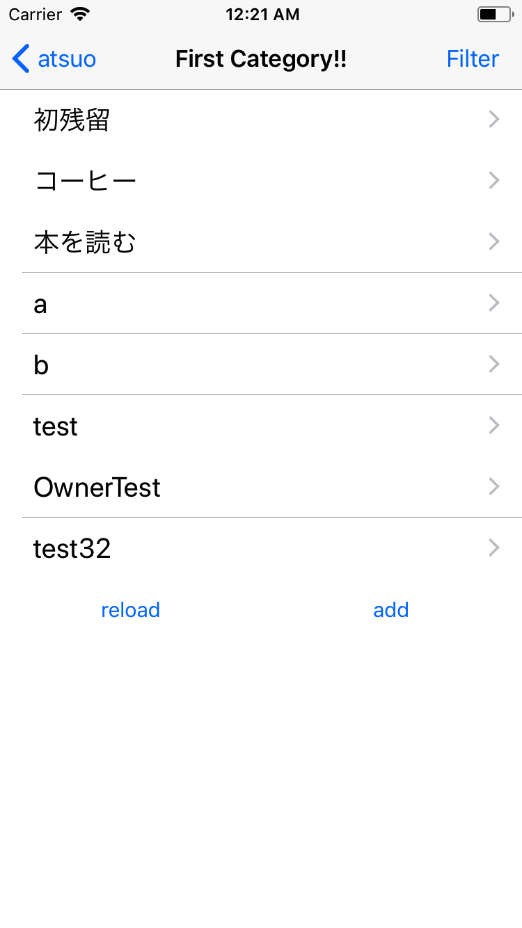 Carrier 12:21 AM
atsuo First Category!! Filter
初残留
コーヒー
本を読む
a
b
test
OwnerTest
test32
reload add